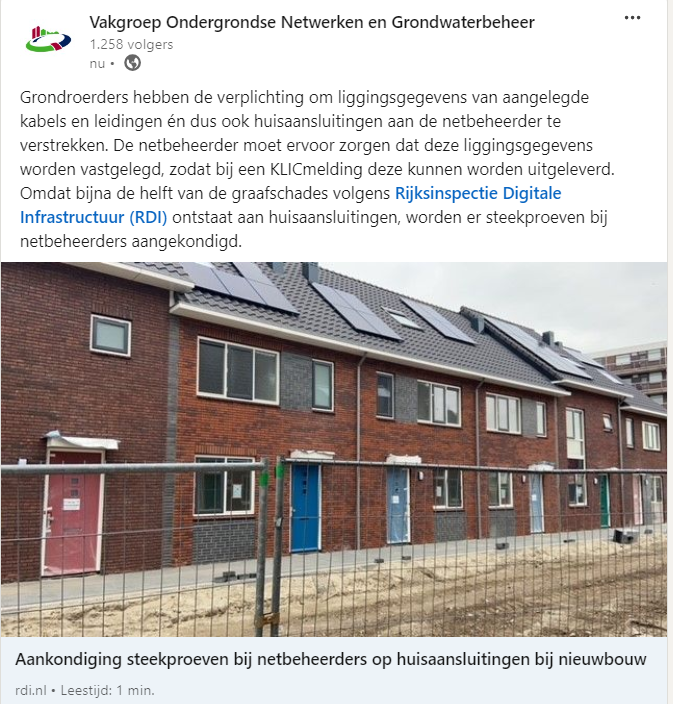 Vakgroep Ondergrondse Netwerken en Grondwaterbeheer
1.258 volgers
nu •
Grondroerders hebben de verplichting om liggingsgegevens van aangelegde
kabels en leidingen én dus ook huisaansluitingen aan de netbeheerder te
verstrekken. De netbeheerder moet ervoor zorgen dat deze liggingsgegevens
worden vastgelegd, zodat bij een KLICmelding deze kunnen worden uitgeleverd.
Omdat bijna de helft van de graafschades volgens Rijksinspectie Digitale
Infrastructuur (RDI) ontstaat aan huisaansluitingen, worden er steekproeven bij
netbeheerders aangekondigd.
Aankondiging steekproeven bij netbeheerders op huisaansluitingen bij nieuwbouw
rdi.nl • Leestijd: 1 min.